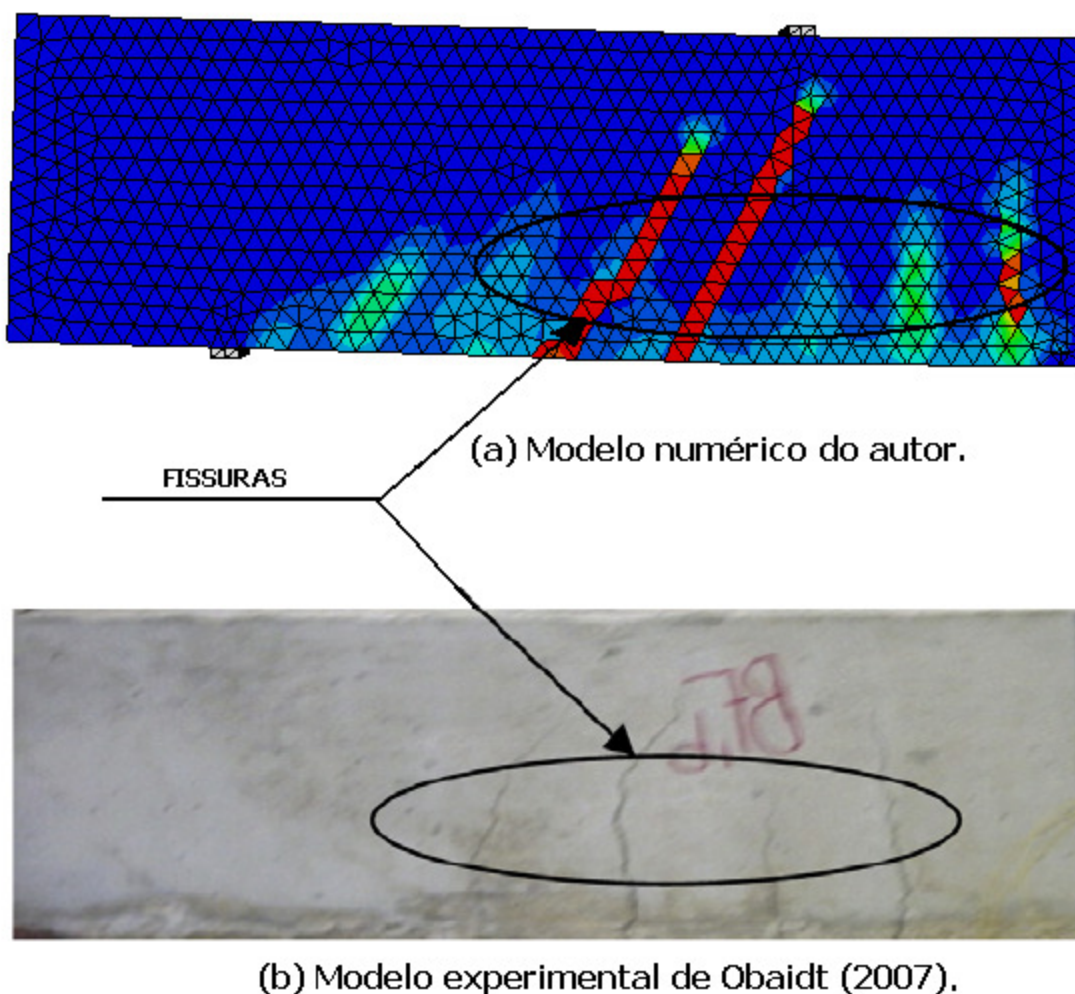 (a) Modelo numérico do autor.
FISSURAS
(b) Modelo experimental de Obaidt (2007).